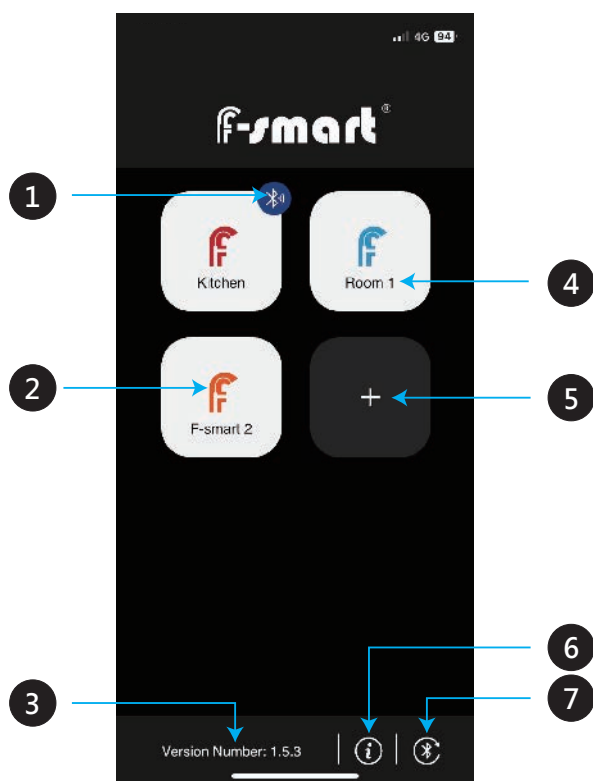 4G 94
F-smart®
1
Kitchen
Room 1
4
2
F-smart 2
+
5
6
7
3
Version Number: 1.5.3
i